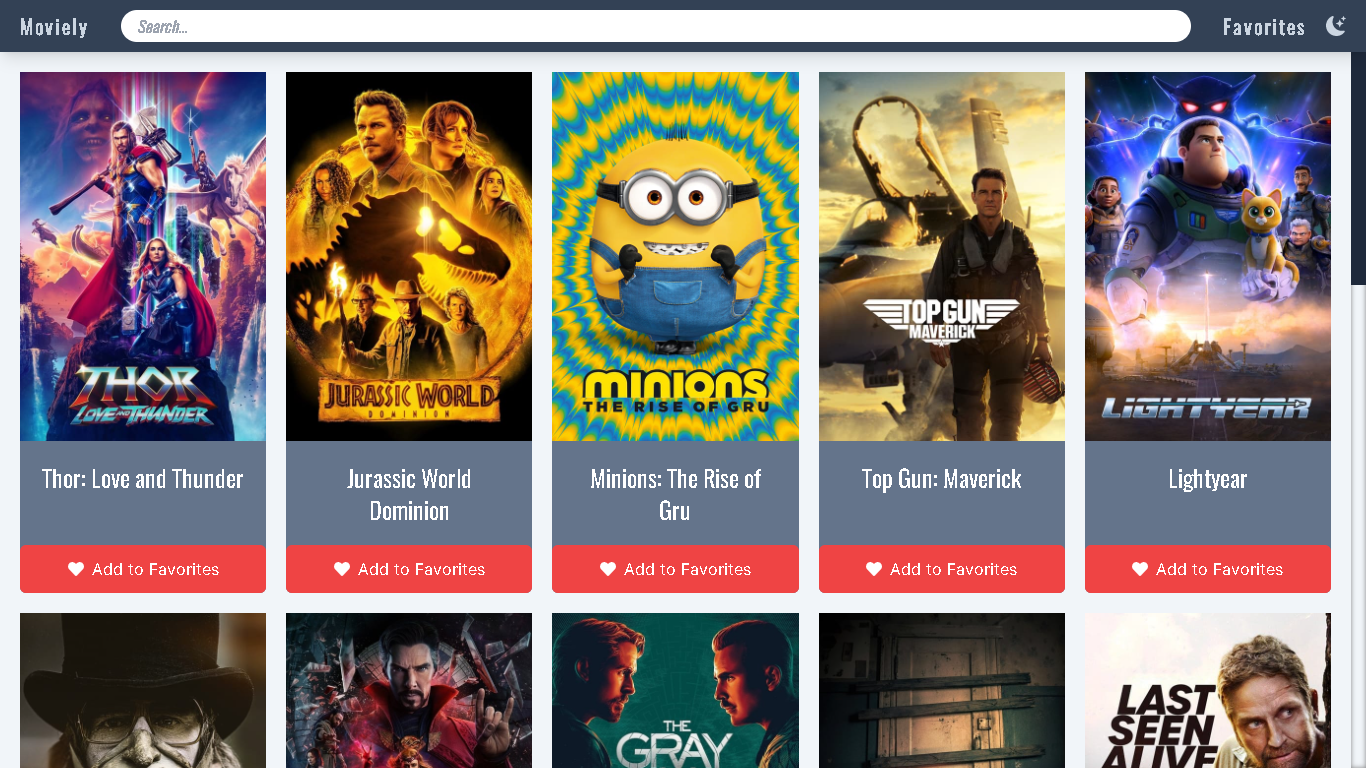 Moviely
Search...
Favorites
THOR
LOVE AND THUNDER
JURASSIC WORLD
DOMINION
MINIONS
THE RISE OF GRU
TOP GUN
MAVERICK
LIGHTYEAR
Thor: Love and Thunder
Jurassic World
Dominion
Minions: The Rise of
Gru
Top Gun: Maverick
Lightyear
Add to Favorites
Add to Favorites
Add to Favorites
Add to Favorites
Add to Favorites
THE
GRAY
LAST
SEEN
ALIVE